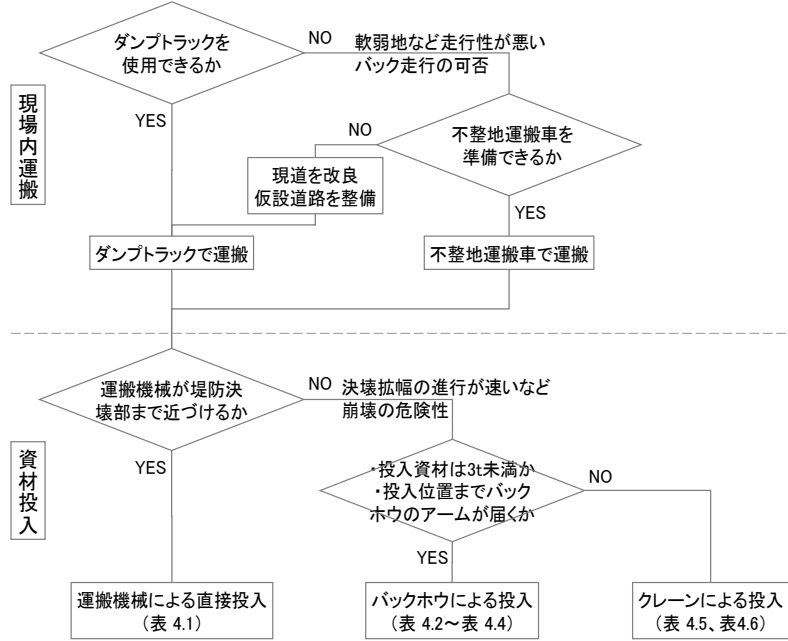 ダンプトラックを
使用できるか
NO
軟弱地など走行性が悪い
バック走行の可否
現場内運搬
YES
NO
不整地運搬車を
準備できるか
現道を改良
仮設道路を整備
YES
ダンプトラックで運搬
不整地運搬車で運搬
運搬機械が堤防決
壊部まで近づけるか
NO
決壊拡幅の進行が速いなど
崩壊の危険性
資材投入
YES
・投入資材は3t未満か
・投入位置までバック
ホウのアームが届くか
NO
YES
運搬機械による直接投入
（表 4.1）
バックホウによる投入
（表 4.2～表 4.4）
クレーンによる投入
（表 4.5、表4.6）